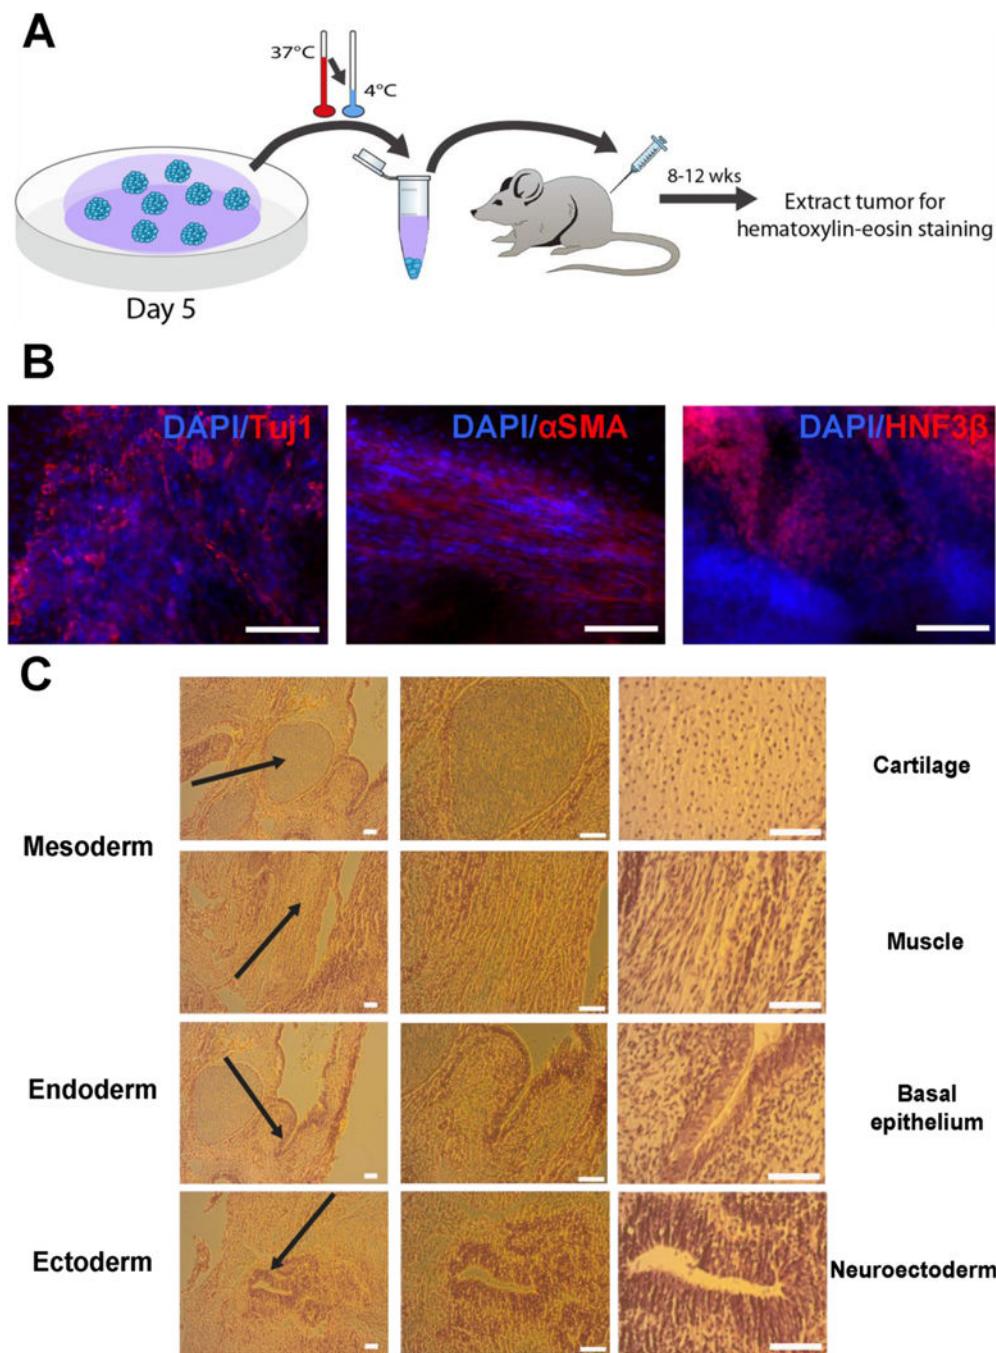 A
37°C
4°C
8-12 wks
Extract tumor for
hematoxylin-eosin staining
Day 5
B
DAPI/Tuj1
DAPI/αSMA
DAPI/HNF3β
C
Cartilage
Mesoderm
Muscle
Endoderm
Basal
epithelium
Ectoderm
Neuroectoderm